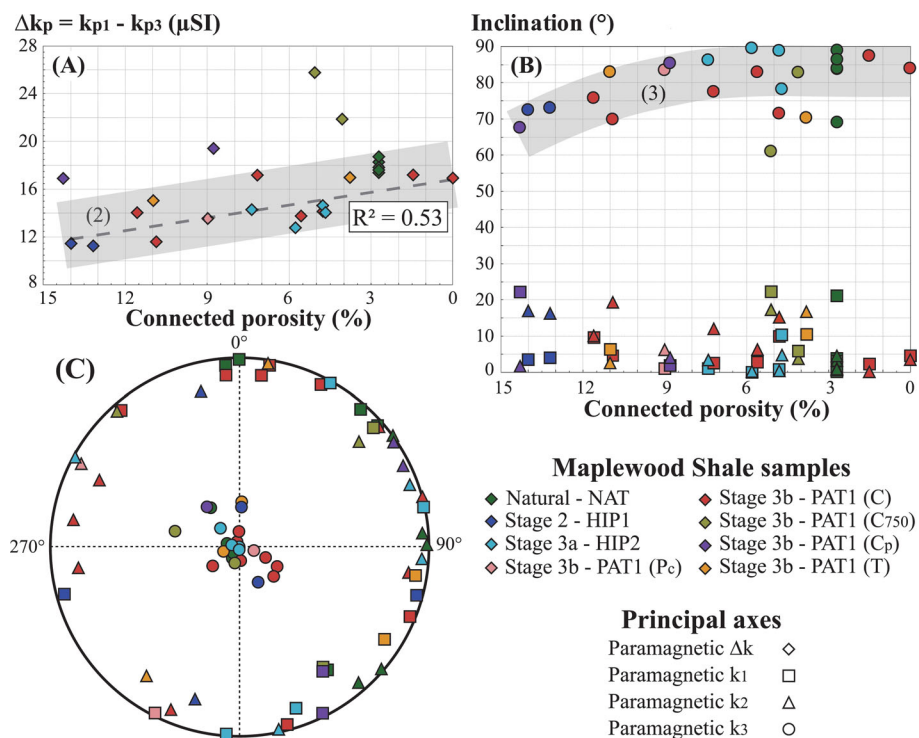 Δkₚ = kₚ₁ - kₚ₃ (µSI)
28
24
20
16
12
8
(A)
(2)
R² = 0.53
15 12 9 6 3 0
Connected porosity (%)
Inclination (°)
90
80
70
60
50
40
30
20
10
0
(B)
(3)
15 12 9 6 3 0
Connected porosity (%)
(C)
0°
270°
90°
Maplewood Shale samples
Natural - NAT
Stage 2 - HIP1
Stage 3a - HIP2
Stage 3b - PAT1 (Pc)
Stage 3b - PAT1 (C)
Stage 3b - PAT1 (C750)
Stage 3b - PAT1 (Cp)
Stage 3b - PAT1 (T)
Principal axes
Paramagnetic Δk
Paramagnetic k1
Paramagnetic k2
Paramagnetic k3